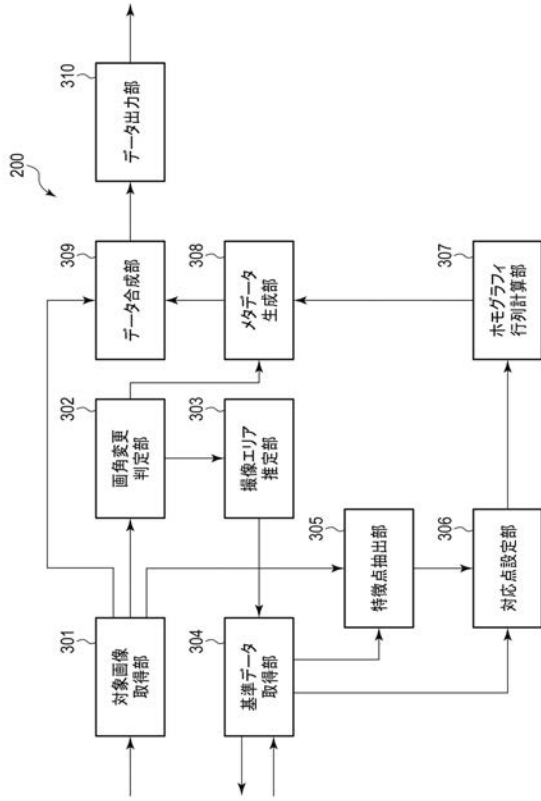 200
301
対象画像
取得部
302
画角変更
判定部
309
データ合成部
310
データ出力部
304
基準データ
取得部
303
撮像エリア
推定部
308
メタデータ
生成部
305
特徴点抽出部
306
対応点設定部
307
ホモグラフィ
行列計算部